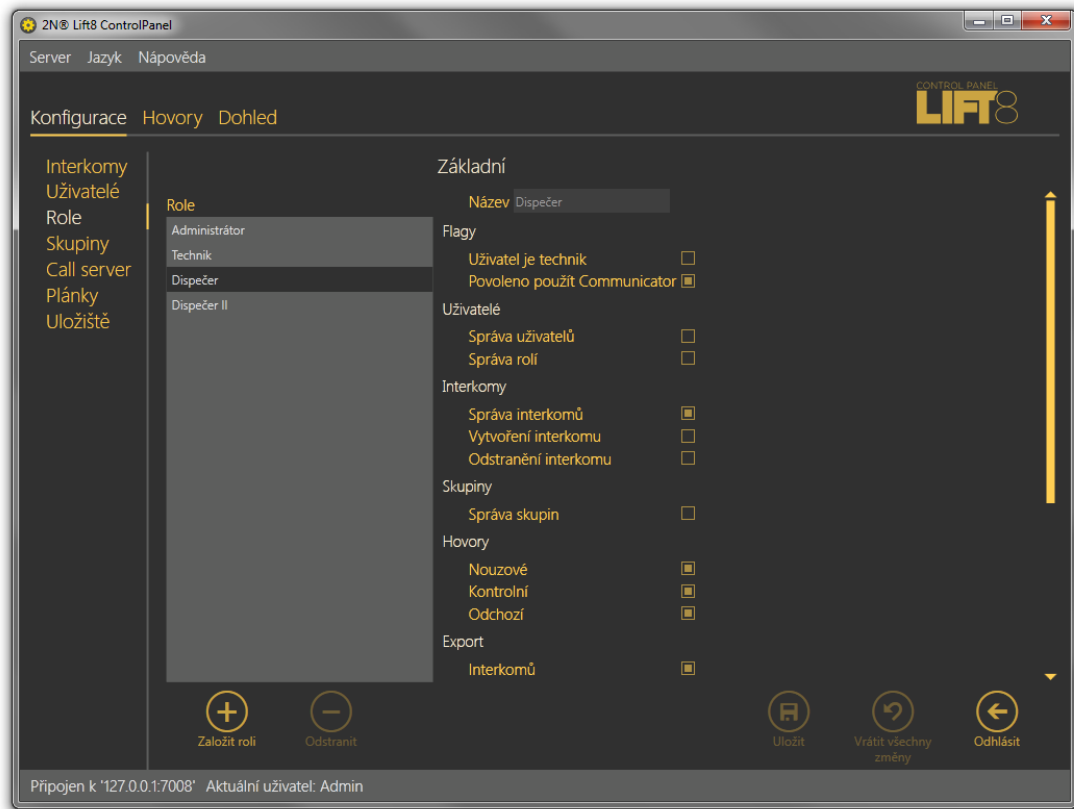 2N® Lift8 ControlPanel
Server Jazyk Nápověda
CONTROL PANEL
LIFT8
Konfigurace Hovory Dohled
Interkomy
Uživatelé
Role
Skupiny
Call server
Plánky
Uložiště
Role
Administrátor
Technik
Dispečer
Dispečer II
Základní
Název Dispečer
Flagy
Uživatel je technik
Povoleno použít Communicator
Uživatelé
Správa uživatelů
Správa rolí
Interkomy
Správa interkomů
Vytvoření interkomu
Odstranění interkomu
Skupiny
Správa skupin
Hovory
Nouzové
Kontrolní
Odchozí
Export
Interkomů
Založit roli
Odstranit
Uložit
Vrátit všechny
změny
Odhlásit
Připojen k '127.0.0.1:7008' Aktuální uživatel: Admin